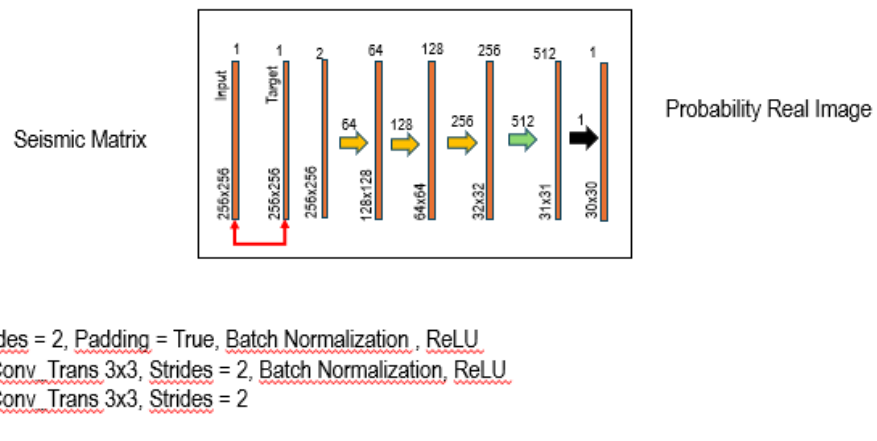 1 1 2 64 128 256 512 1
Input Target
64 128 256 512 1
Seismic Matrix
Probability Real Image
256x256 256x256 256x256 128x128 64x64 32x32 31x31 30x30
= 2, Padding = True, Batch Normalization , ReLU
Conv_Trans 3x3, Strides = 2, Batch Normalization, ReLU
Conv_Trans 3x3, Strides = 2